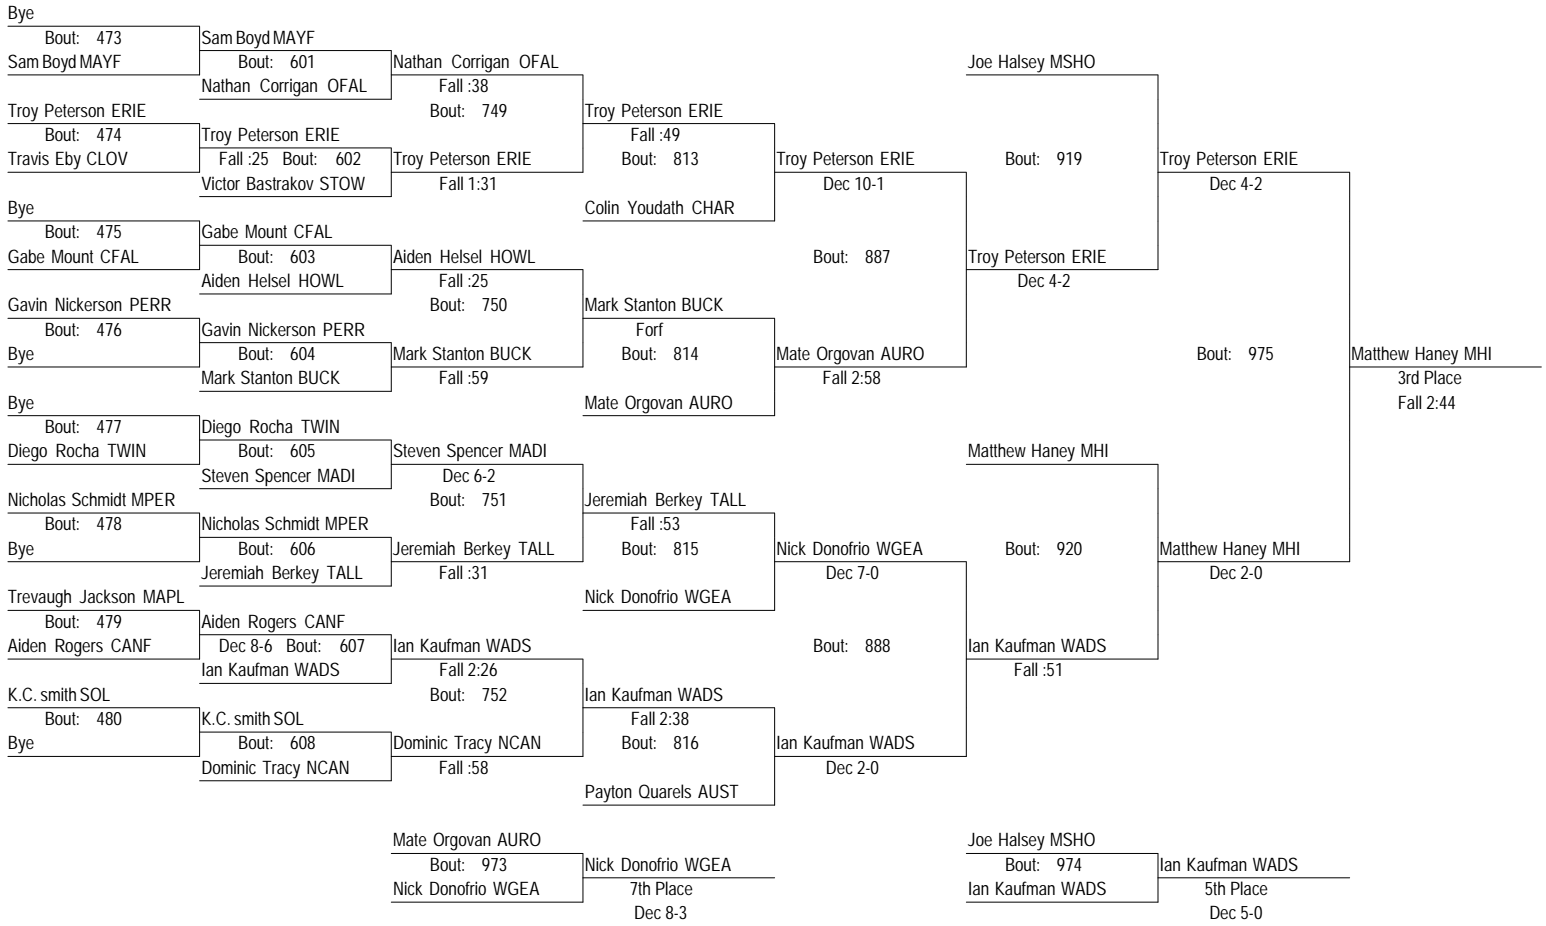 Bye
Bout: 473
Sam Boyd MAYF
Troy Peterson ERIE
Bout: 474
Travis Eby CLOV
Bye
Bout: 475
Gabe Mount CFAL
Gavin Nickerson PERR
Bout: 476
Bye
Bye
Bout: 477
Diego Rocha TWIN
Nicholas Schmidt MPER
Bout: 478
Bye
Trevaugh Jackson MAPL
Bout: 479
Aiden Rogers CANF
K.C. smith SOL
Bout: 480
Bye
Sam Boyd MAYF
Bout: 601
Nathan Corrigan OFAL
Troy Peterson ERIE
Fall :25 Bout: 602
Victor Bastrakov STOW
Gabe Mount CFAL
Bout: 603
Aiden Helsel HOWL
Gavin Nickerson PERR
Bout: 604
Mark Stanton BUCK
Diego Rocha TWIN
Bout: 605
Steven Spencer MADI
Nicholas Schmidt MPER
Bout: 606
Jeremiah Berkey TALL
Aiden Rogers CANF
Dec 8-6 Bout: 607
Ian Kaufman WADS
K.C. smith SOL
Bout: 608
Dominic Tracy NCAN
Nathan Corrigan OFAL
Fall :38
Bout: 749
Troy Peterson ERIE
Fall 1:31
Aiden Helsel HOWL
Fall :25
Bout: 750
Mark Stanton BUCK
Fall :59
Steven Spencer MADI
Dec 6-2
Bout: 751
Jeremiah Berkey TALL
Fall :31
Ian Kaufman WADS
Fall 2:26
Bout: 752
Dominic Tracy NCAN
Fall :58
Troy Peterson ERIE
Fall :49
Bout: 813
Colin Youdath CHAR
Mark Stanton BUCK
Forf
Bout: 814
Mate Orgovan AURO
Jeremiah Berkey TALL
Fall :53
Bout: 815
Nick Donofrio WGEA
Ian Kaufman WADS
Fall 2:38
Bout: 816
Payton Quarels AUST
Troy Peterson ERIE
Dec 10-1
Bout: 887
Mate Orgovan AURO
Fall 2:58
Nick Donofrio WGEA
Dec 7-0
Bout: 888
Ian Kaufman WADS
Dec 2-0
Joe Halsey MSHO
Bout: 919
Troy Peterson ERIE
Dec 4-2
Matthew Haney MHI
Bout: 920
Ian Kaufman WADS
Fall :51
Troy Peterson ERIE
Dec 4-2
Bout: 975
Matthew Haney MHI
Dec 2-0
Matthew Haney MHI
3rd Place
Fall 2:44
Mate Orgovan AURO
Bout: 973
Nick Donofrio WGEA
Nick Donofrio WGEA
7th Place
Dec 8-3
Joe Halsey MSHO
Bout: 974
Ian Kaufman WADS
Ian Kaufman WADS
5th Place
Dec 5-0